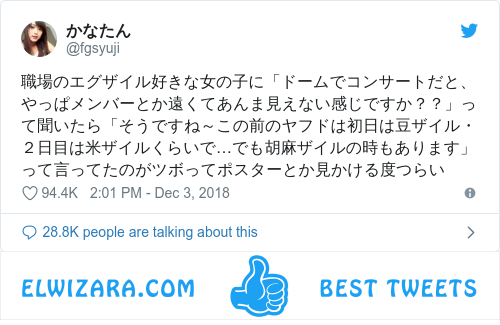 かなたん
@fgsyuji
職場のエグザイル好きな女の子に「ドームでコンサートだと、
やっぱメンバーとか遠くてあんま見えない感じですか？？」っ
て聞いたら「そうですね～この前のヤフドは初日は豆ザイル・
２日目は米ザイルくらいで…でも胡麻ザイルの時もあります」
って言ってたのがツボってポスターとか見かける度つらい
94.4K 2:01 PM - Dec 3, 2018
28.8K people are talking about this
ELWIZARA.COM BEST TWEETS